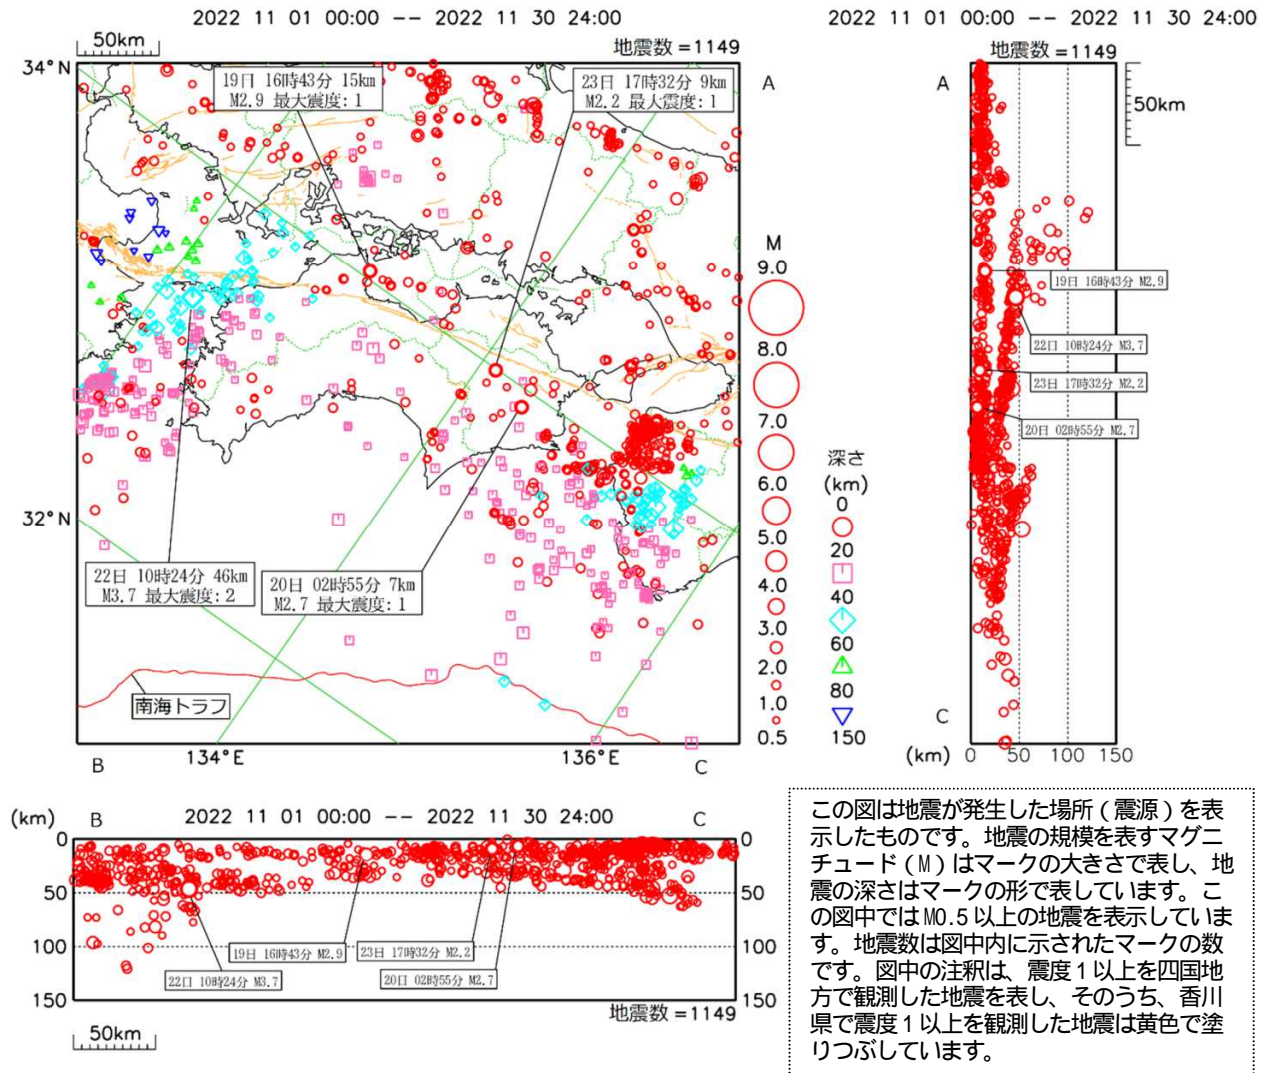 2022 11 01 00:00 -- 2022 11 30 24:00
50km
地震数=1149
34°N
32°N
134°E
136°E
A
B
C
19日 16時43分 15km
M2.9 最大震度:1
23日 17時32分 9km
M2.2 最大震度:1
22日 10時24分 46km
M3.7 最大震度:2
20日 02時55分 7km
M2.7 最大震度:1
南海トラフ
M
9.0
8.0
7.0
6.0
5.0
4.0
3.0
2.0
1.0
0.5
深さ
(km)
0
20
40
60
80
150
2022 11 01 00:00 -- 2022 11 30 24:00
地震数=1149
A
50km
19日 16時43分 M2.9
22日 10時24分 M3.7
23日 17時32分 M2.2
20日 02時55分 M2.7
C
(km) 0 50 100 150
(km) B 2022 11 01 00:00 -- 2022 11 30 24:00 C
0 0
50 50
100 100
150 150
19日 16時43分 M2.9
23日 17時32分 M2.2
22日 10時24分 M3.7
20日 02時55分 M2.7
地震数=1149
50km
この図は地震が発生した場所(震源)を表
示したものです。地震の規模を表すマグニ
チュード(M)はマークの大きさで表し、地
震の深さはマークの形で表しています。こ
の図中ではM0.5以上の地震を表示していま
す。地震数は図中内に示されたマークの数
です。図中の注釈は、震度1以上を四国地
方で観測した地震を表し、そのうち、香川
県で震度1以上を観測した地震は黄色で塗
りつぶしています。